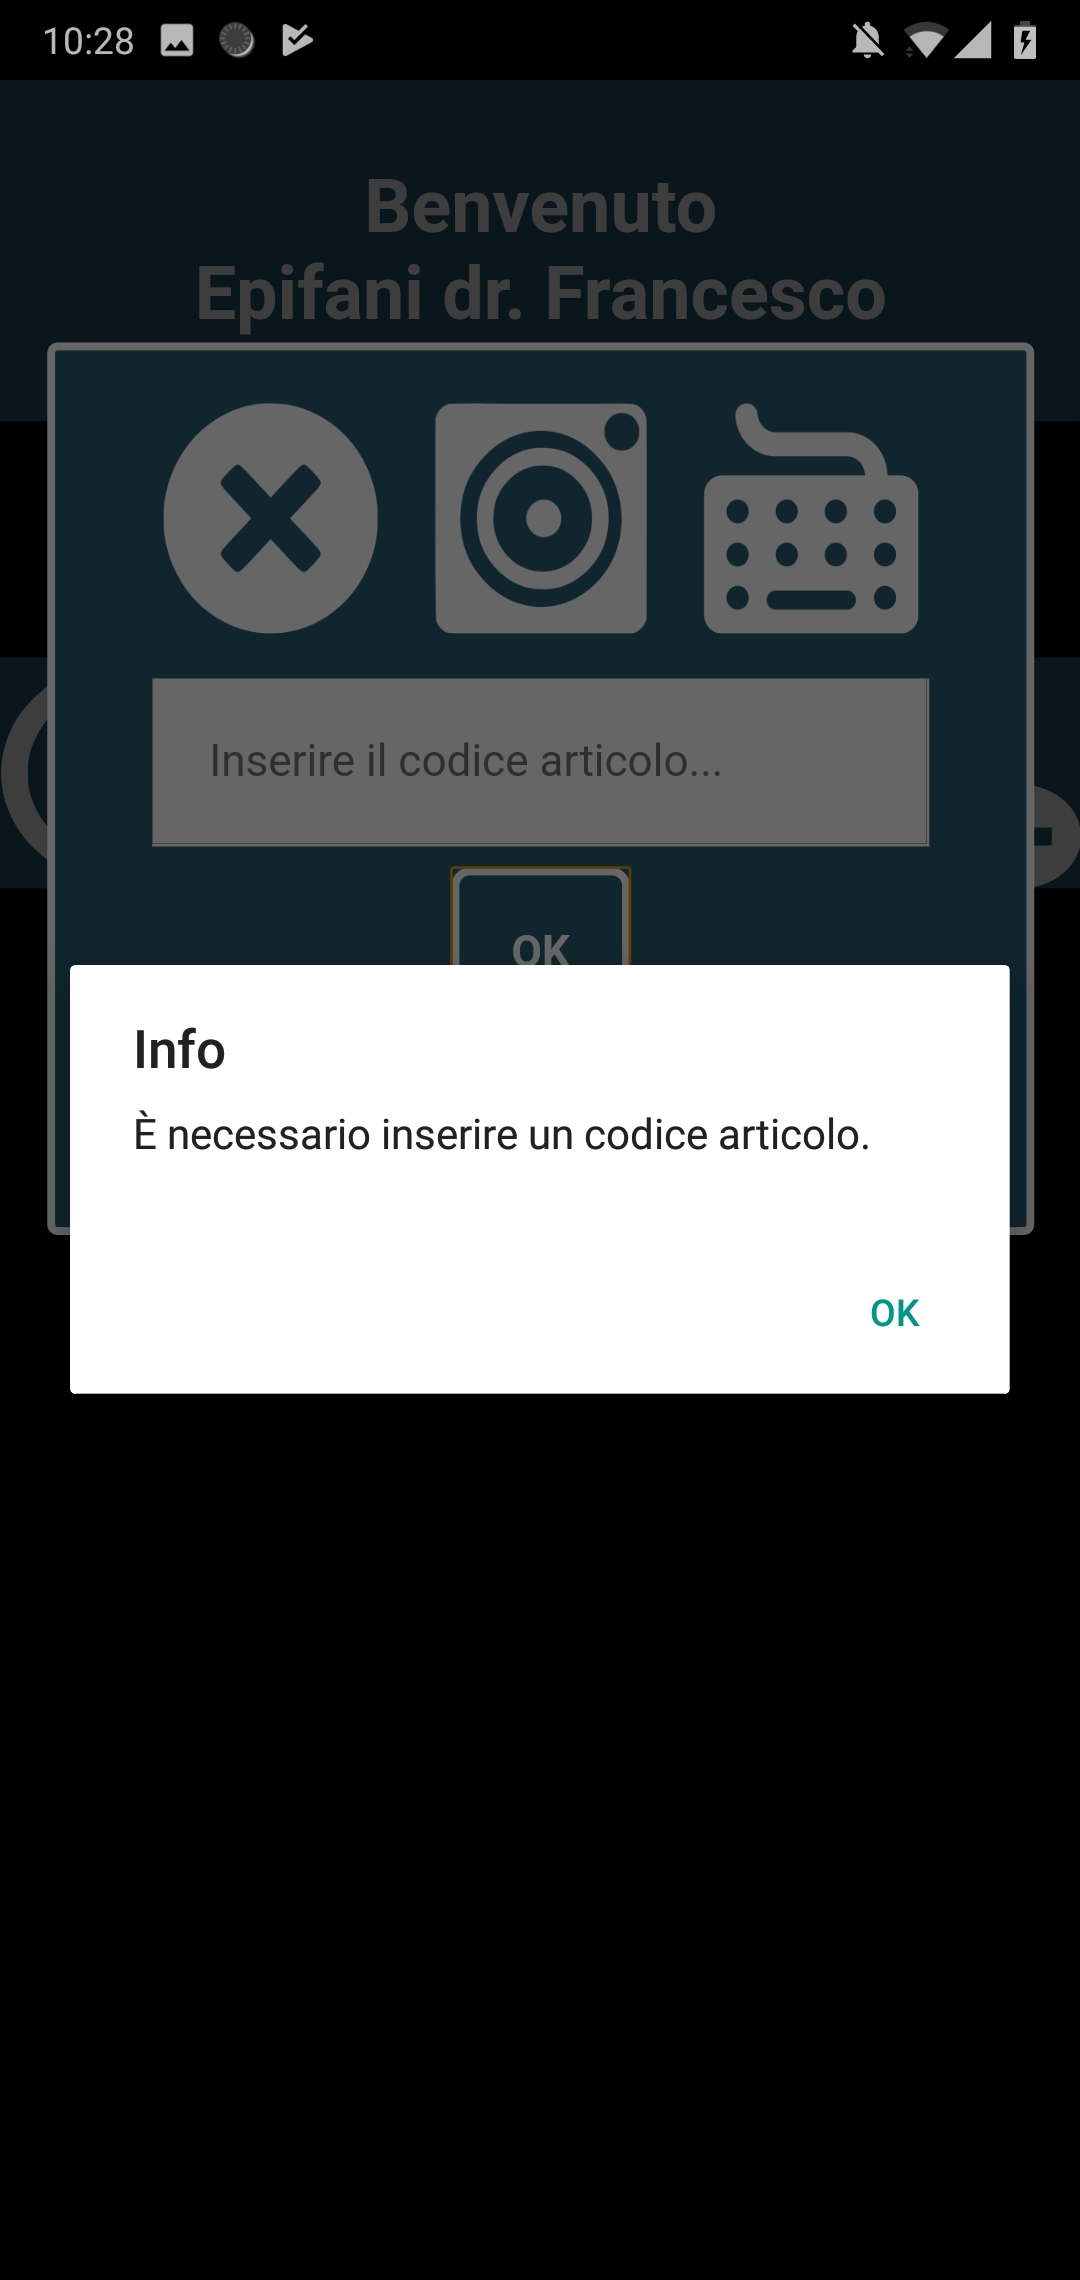 10:28
Benvenuto
Epifani dr. Francesco
Inserire il codice articolo...
OK
Info
È necessario inserire un codice articolo.
OK